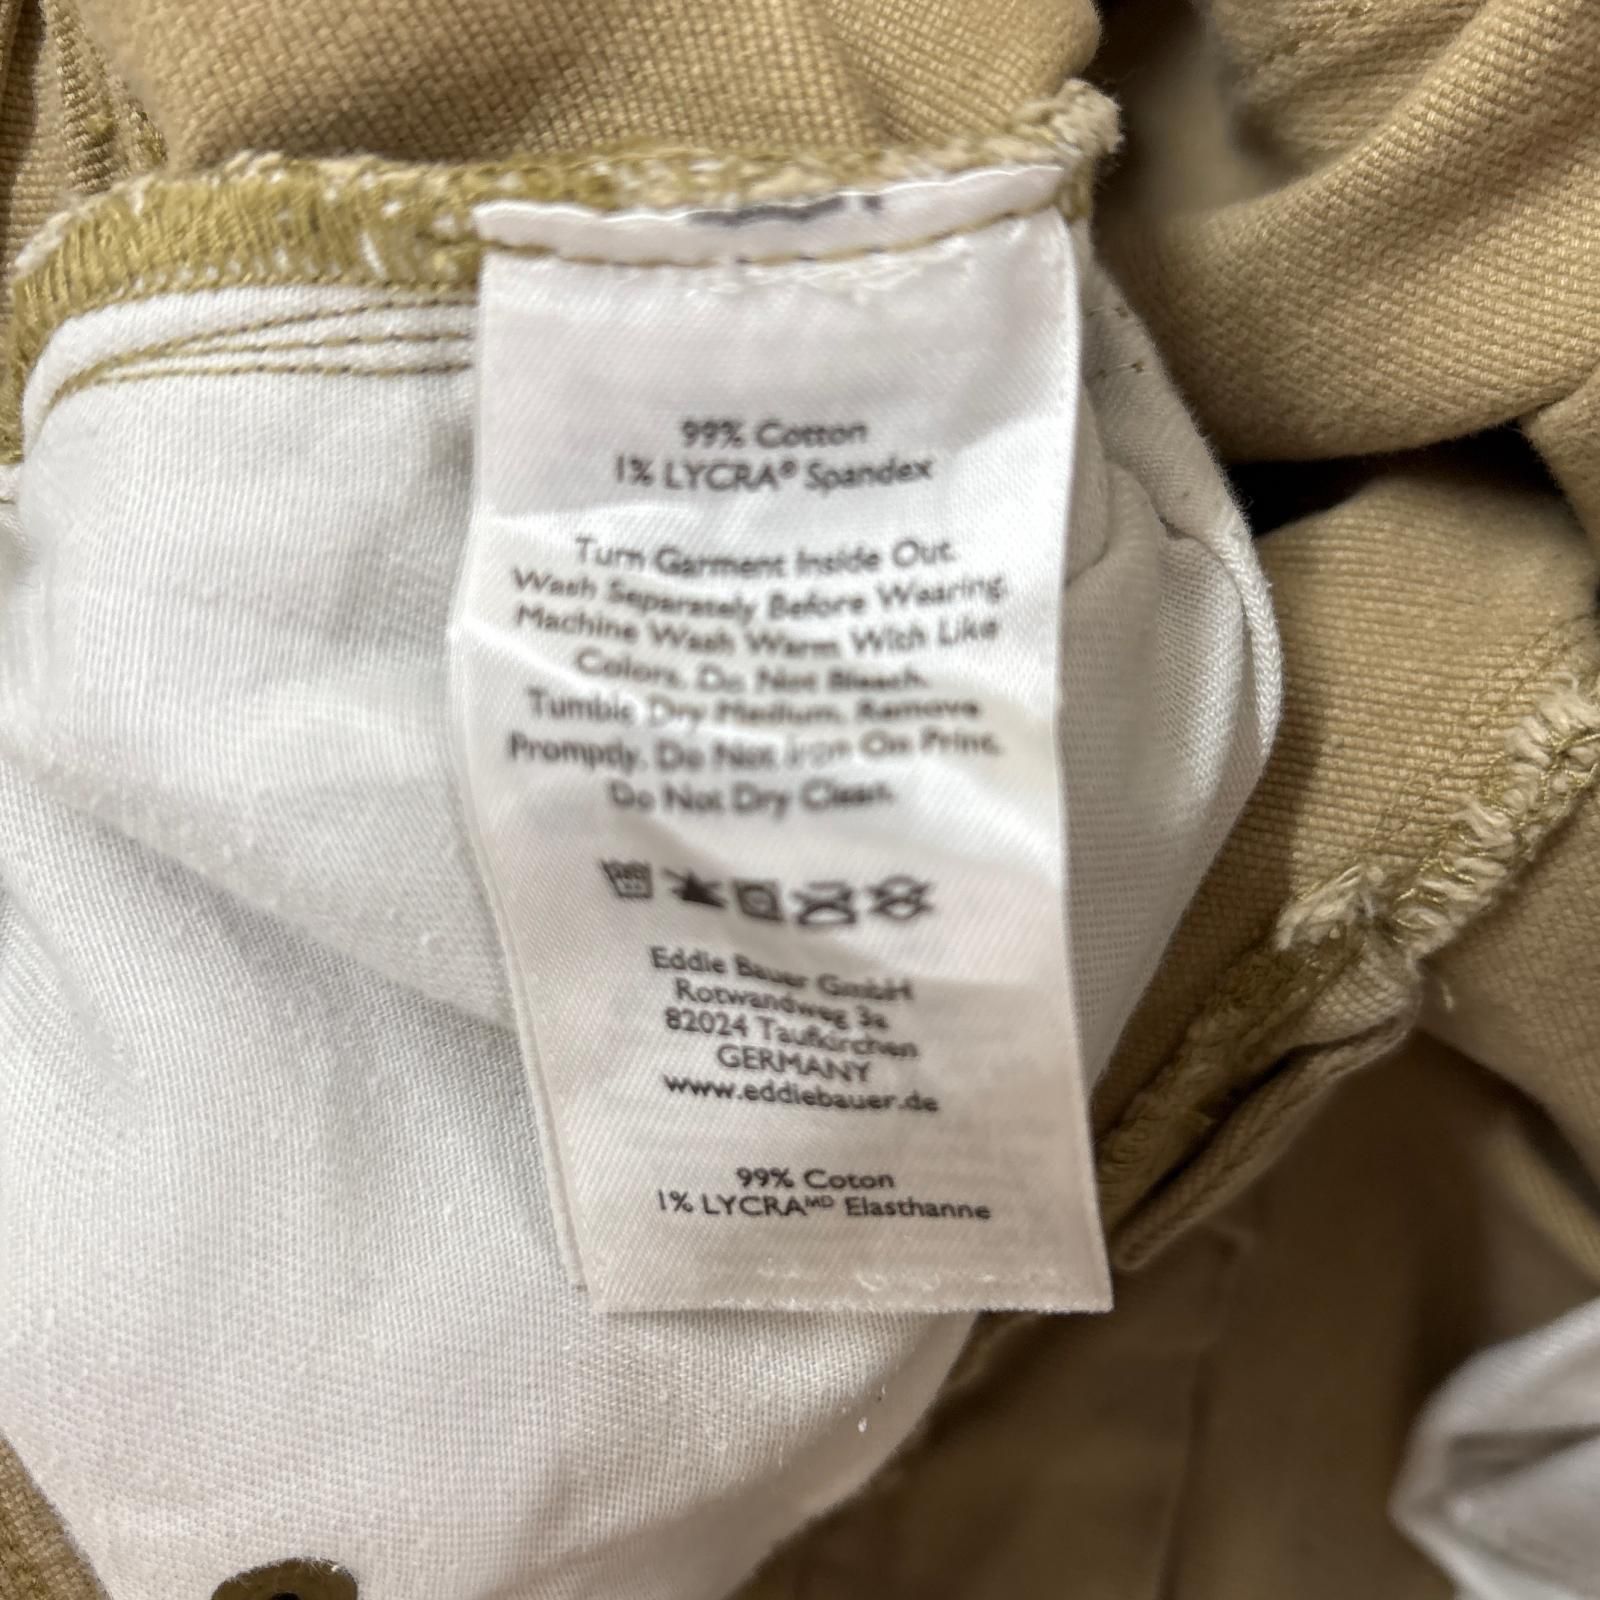 99% Cotton
1% LYCRA® Spandex
Turn Garment Inside Out.
Wash Separately Before Wearing.
Machine Wash Warm With Like
Colors. Do Not Bleach.
Tumble Dry Medium. Remove
Promptly. Do Not Iron On Print.
Do Not Dry Clean.
Eddie Bauer GmbH
Rotwandweg 3a
82024 Taufkirchen
GERMANY
www.eddiebauer.de
99% Coton
1% LYCRAᴹᴰ Elasthanne